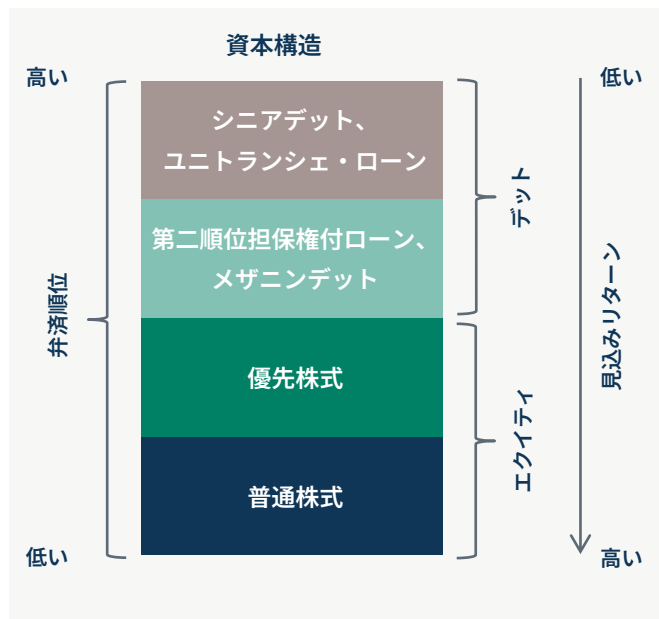 資本構造
高い
低い
シニアデット、
ユニトランシェ・ローン
デット
第二順位担保権付ローン、
メザニンデット
弁済順位
見込みリターン
優先株式
エクイティ
普通株式
低い
高い